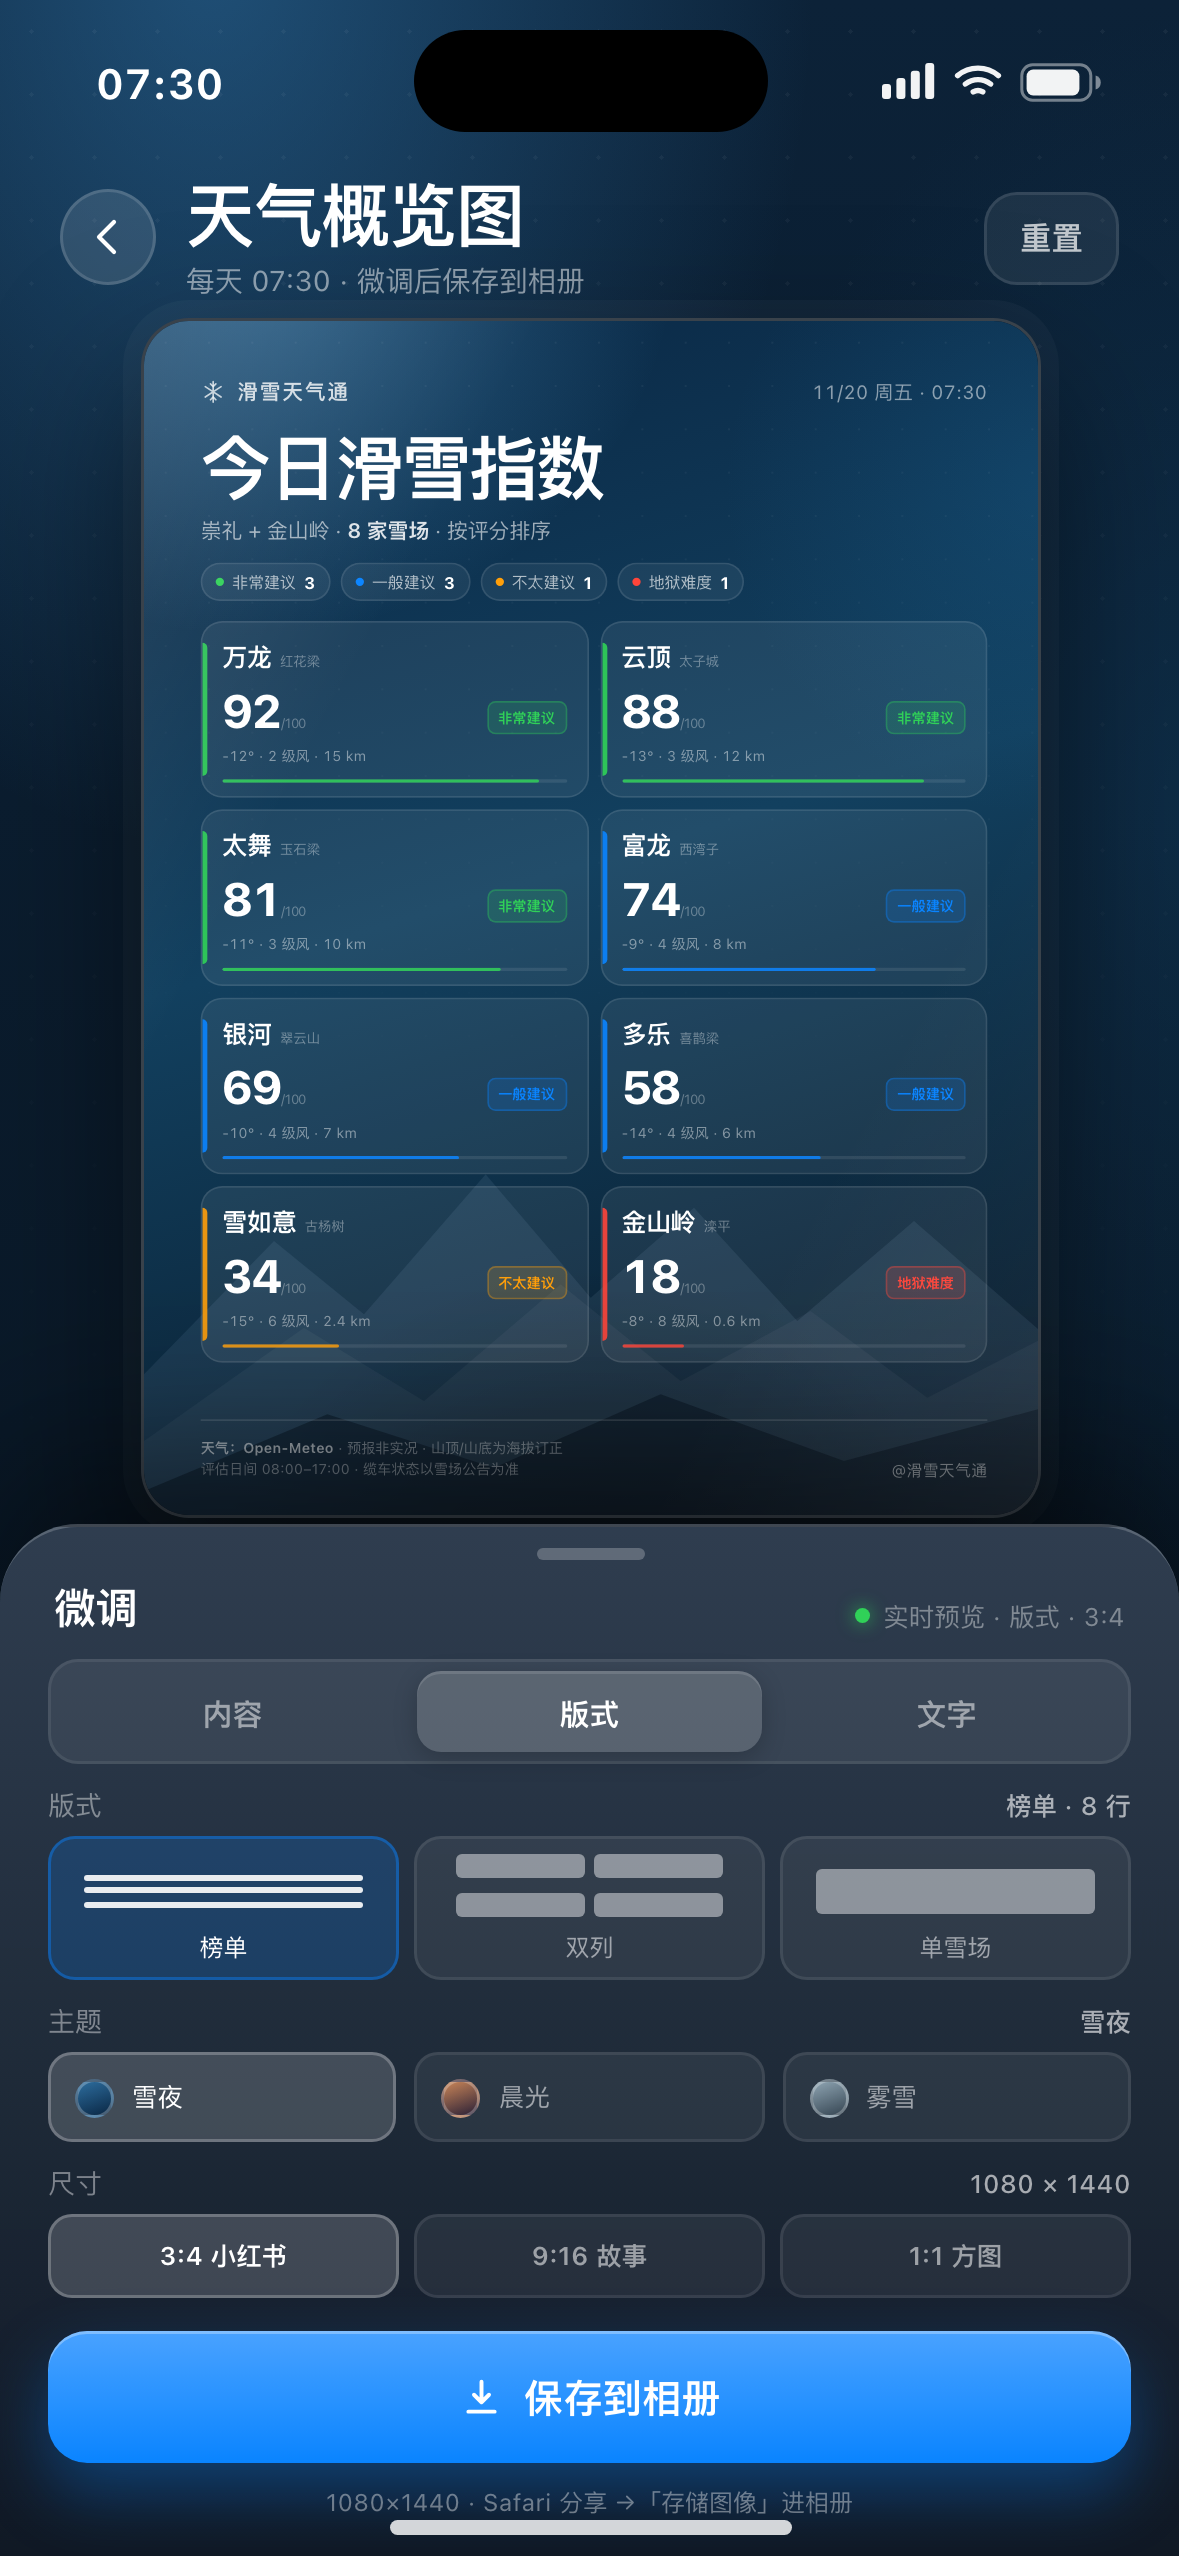 07:30
天气概览图
每天 07:30 · 微调后保存到相册
重置
滑雪天气通
11/20 周五 · 07:30
今日滑雪指数
崇礼 + 金山岭 · 8 家雪场 · 按评分排序
非常建议 3
一般建议 3
不太建议 1
地狱难度 1
万龙 红花梁
92/100
非常建议
-12° · 2 级风 · 15 km
云顶 太子城
88/100
非常建议
-13° · 3 级风 · 12 km
太舞 玉石梁
81/100
非常建议
-11° · 3 级风 · 10 km
富龙 西湾子
74/100
一般建议
-9° · 4 级风 · 8 km
银河 翠云山
69/100
一般建议
-10° · 4 级风 · 7 km
多乐 喜鹊梁
58/100
一般建议
-14° · 4 级风 · 6 km
雪如意 古杨树
34/100
不太建议
-15° · 6 级风 · 2.4 km
金山岭 滦平
18/100
地狱难度
-8° · 8 级风 · 0.6 km
天气：Open-Meteo · 预报非实况 · 山顶/山底为海拔订正
评估日间 08:00–17:00 · 缆车状态以雪场公告为准
@滑雪天气通
微调
实时预览 · 版式 · 3:4
内容
版式
文字
版式
榜单 · 8 行
榜单
双列
单雪场
主题
雪夜
雪夜
晨光
雾雪
尺寸
1080 × 1440
3:4 小红书
9:16 故事
1:1 方图
保存到相册
1080×1440 · Safari 分享 →「存储图像」进相册